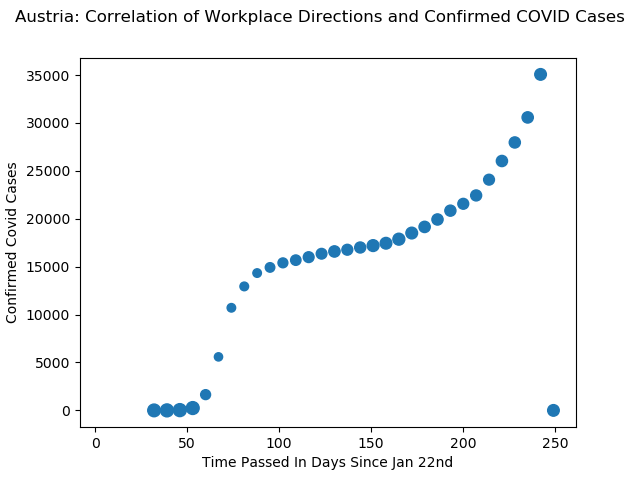 Austria: Correlation of Workplace Directions and Confirmed COVID Cases
35000
30000
25000
20000
15000
10000
5000
0
Confirmed Covid Cases
0 50 100 150 200 250
Time Passed In Days Since Jan 22nd